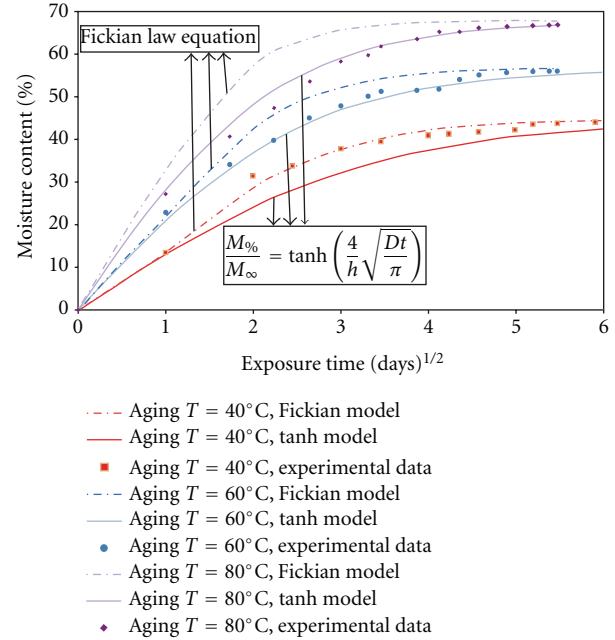 70
60
50
40
30
20
10
0
Moisture content (%)
Fickian law equation
M% / M∞ = tanh ( 4/h √ Dt/π )
0 1 2 3 4 5 6
Exposure time (days)^1/2
Aging T = 40°C, Fickian model
Aging T = 40°C, tanh model
Aging T = 40°C, experimental data
Aging T = 60°C, Fickian model
Aging T = 60°C, tanh model
Aging T = 60°C, experimental data
Aging T = 80°C, Fickian model
Aging T = 80°C, tanh model
Aging T = 80°C, experimental data